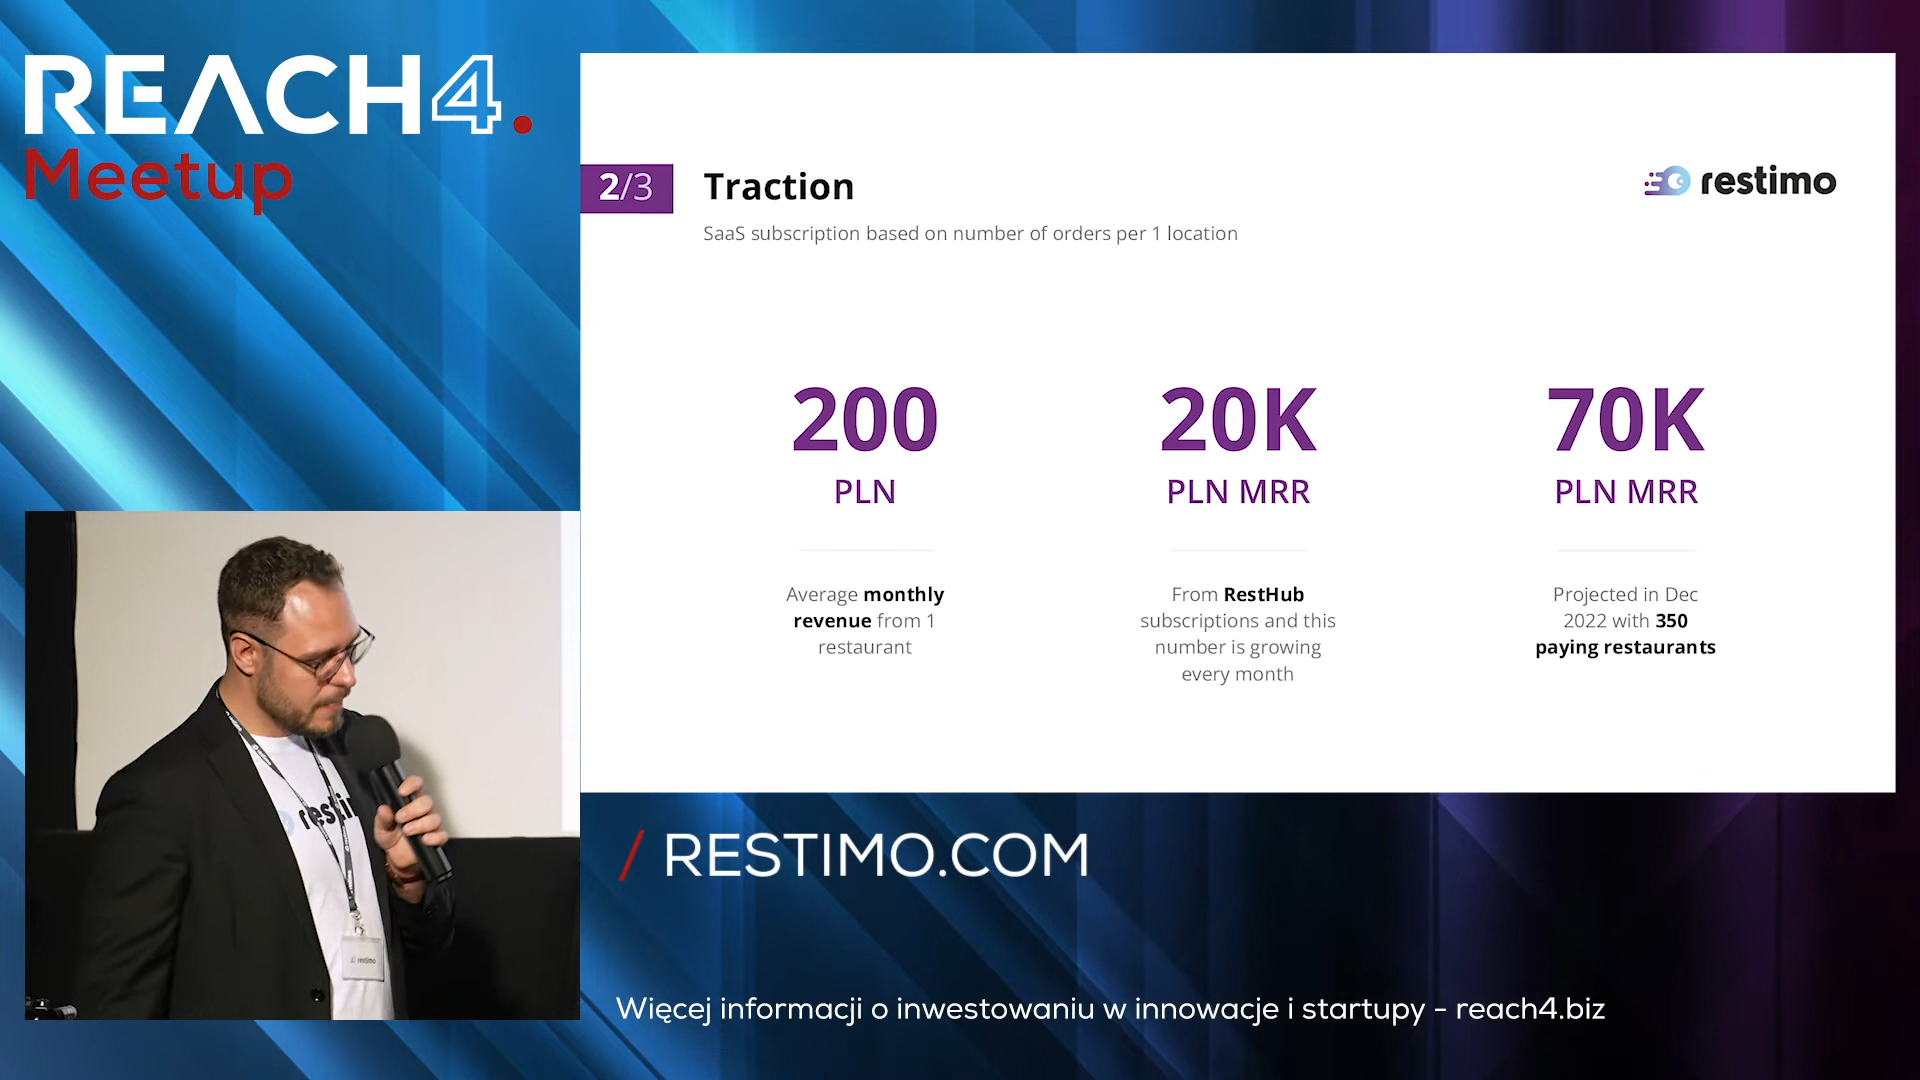 REACH4.
Meetup
2/3
Traction
restimo
SaaS subscription based on number of orders per 1 location
200
PLN
Average monthly
revenue from 1
restaurant
20K
PLN MRR
From RestHub
subscriptions and this
number is growing
every month
70K
PLN MRR
Projected in Dec
2022 with 350
paying restaurants
restimo
/ RESTIMO.COM
Więcej informacji o inwestowaniu w innowacje i startupy - reach4.biz